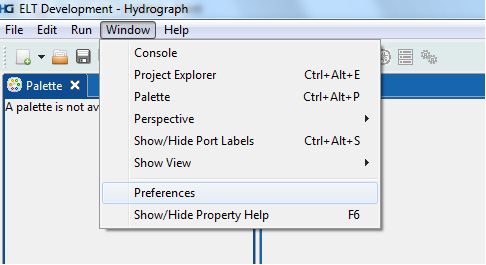 HG ELT Development - Hydrograph
File Edit Run Window Help
Console
Project Explorer Ctrl+Alt+E
Palette Ctrl+Alt+P
Perspective
Show/Hide Port Labels Ctrl+Alt+S
Show View
Preferences
Show/Hide Property Help F6
Palette
A palette is not av